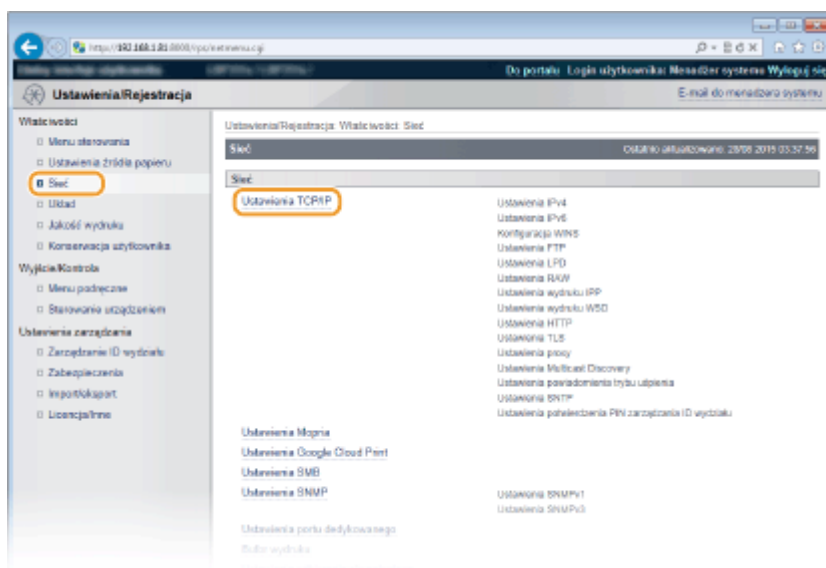 Do portalu Login użytkownika: Menadżer systemu Wyloguj się
Ustawienia/Rejestracja
E-mail do menadżera systemu
Właściwości
Menu sterowania
Ustawienia źródła papieru
Sieć
Układ
Jakość wydruku
Konserwacja użytkownika
Wyjście/Kontrola
Menu podręczne
Sterowanie urządzeniem
Ustawienia zarządzania
Zarządzanie ID wydziału
Zabezpieczenia
Import/eksport
Licencja/Inne
Ustawienia/Rejestracja: Właściwości: Sieć
Sieć
Ostatnio aktualizowano: 28/08 2015 03:37:56
Sieć
Ustawienia TCP/IP
Ustawienia IPv4
Ustawienia IPv6
Konfiguracja WINS
Ustawienia FTP
Ustawienia LPD
Ustawienia RAW
Ustawienia wydruku IPP
Ustawienia wydruku WSD
Ustawienia HTTP
Ustawienia TLS
Ustawienia proxy
Ustawienia Multicast Discovery
Ustawienia powiadomienia trybu uśpienia
Ustawienia SNTP
Ustawienia potwierdzenia PIN zarządzania ID wydziału
Ustawienia Mopria
Ustawienia Google Cloud Print
Ustawienia SMB
Ustawienia SNMP
Ustawienia SNMPv1
Ustawienia SNMPv3
Ustawienia portu dedykowanego
Bufor wydruku